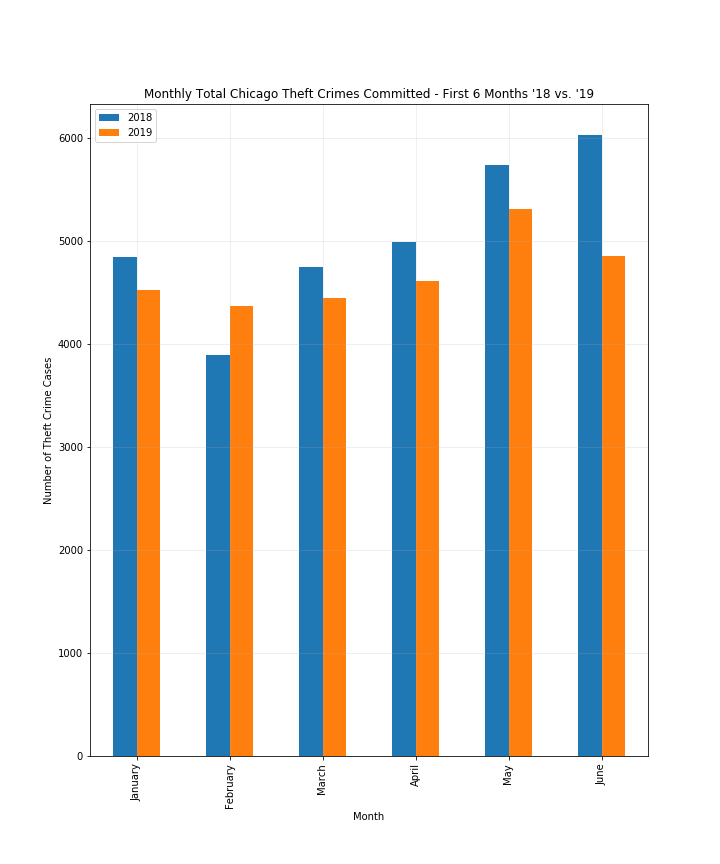 Monthly Total Chicago Theft Crimes Committed - First 6 Months '18 vs. '19
2018
2019
6000
5000
4000
3000
2000
1000
0
Number of Theft Crime Cases
January
February
March
April
May
June
Month